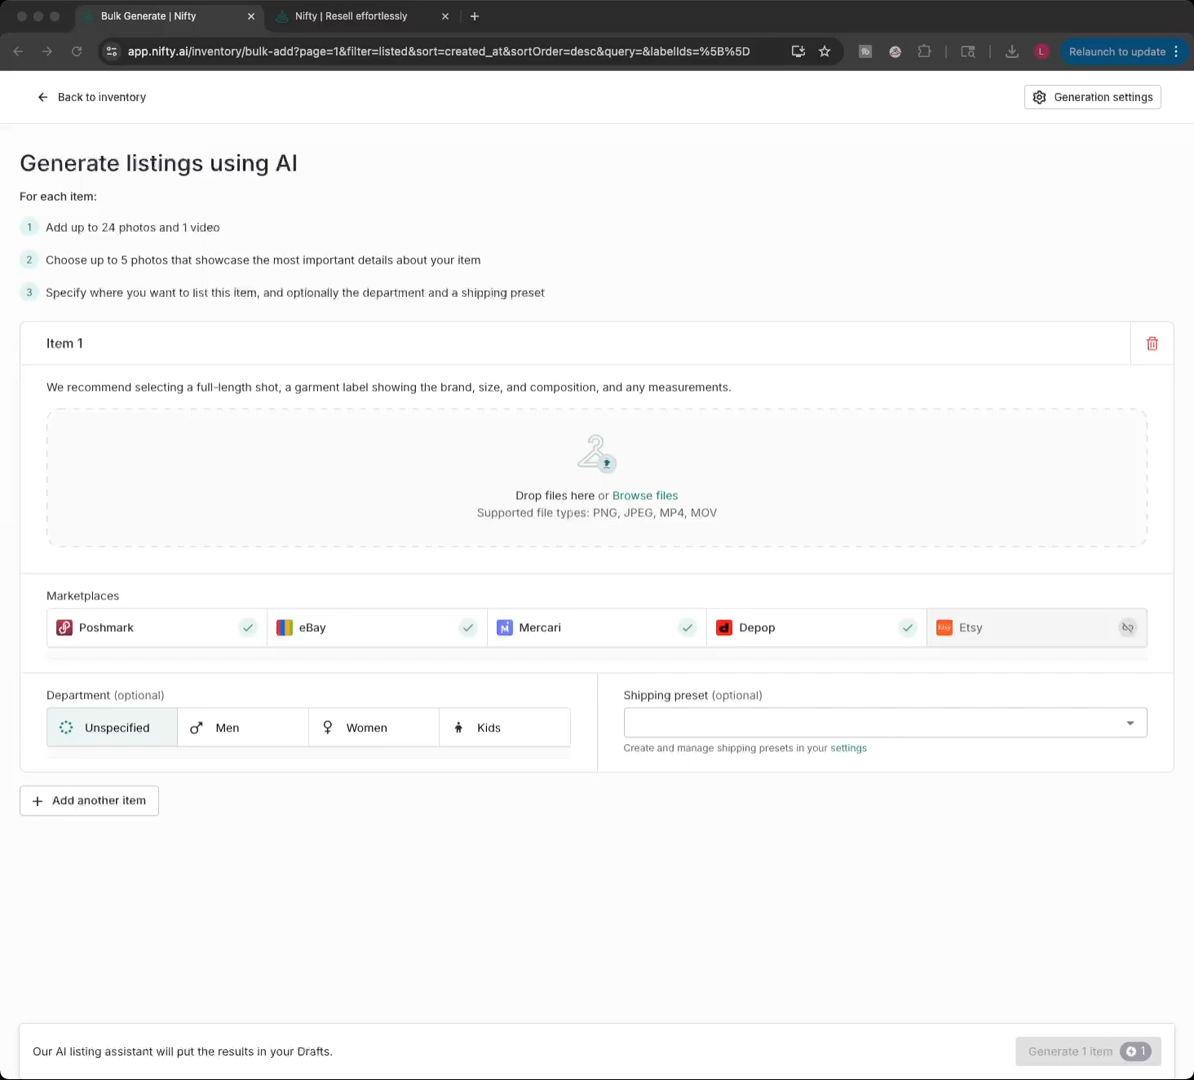 Bulk Generate | Nifty
Nifty | Resell effortlessly
app.nifty.ai/inventory/bulk-add?page=1&filter=listed&sort=created_at&sortOrder=desc&query=&labelIds=%5B%5D
L
Relaunch to update
Back to inventory
Generation settings
Generate listings using AI
For each item:
1 Add up to 24 photos and 1 video
2 Choose up to 5 photos that showcase the most important details about your item
3 Specify where you want to list this item, and optionally the department and a shipping preset
Item 1
We recommend selecting a full-length shot, a garment label showing the brand, size, and composition, and any measurements.
Drop files here or Browse files
Supported file types: PNG, JPEG, MP4, MOV
Marketplaces
Poshmark
eBay
Mercari
Depop
Etsy
Department (optional)
Unspecified
Men
Women
Kids
Shipping preset (optional)
Create and manage shipping presets in your settings
Add another item
Our AI listing assistant will put the results in your Drafts.
Generate 1 item 1